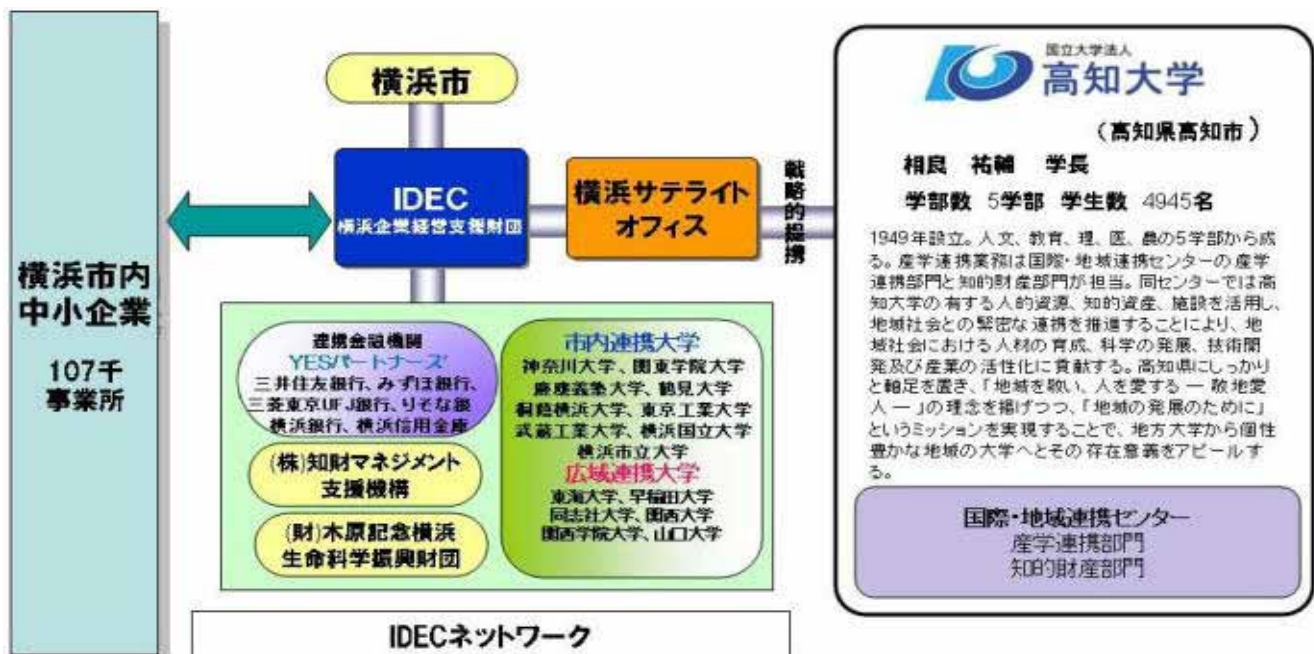 横浜市内
中小企業
107千
事業所
横浜市
IDEC
横浜企業経営支援財団
横浜サテライト
オフィス
戦略的提携
連携金融機関
YESパートナーズ
三井住友銀行、みずほ銀行、
三菱東京UFJ銀行、りそな銀
横浜銀行、横浜信用金庫
(株)知財マネジメント
支援機構
(財)木原記念横浜
生命科学振興財団
市内連携大学
神奈川大学、関東学院大学
慶應義塾大学、鶴見大学
桐蔭横浜大学、東京工業大学
武蔵工業大学、横浜国立大学
横浜市立大学
広域連携大学
東海大学、早稲田大学
同志社大学、関西大学
関西学院大学、山口大学
IDECネットワーク
国立大学法人
高知大学
(高知県高知市)
相良 祐輔 学長
学部数 5学部 学生数 4945名
1949年設立。人文、教育、理、医、農の5学部から成
る。産学連携業務は国際・地域連携センターの産学
連携部門と知的財産部門が担当。同センターでは高
知大学の有する人的資源、知的資産、施設を活用し、
地域社会との緊密な連携を推進することにより、地
域社会における人材の育成、科学の発展、技術開
発及び産業の活性化に貢献する。高知県にしっかり
と軸足を置き、「地域を敬い、人を愛する ― 敬地愛
人 ―」の理念を掲げつつ、「地域の発展のために」
というミッションを実現することで、地方大学から個性
豊かな地域の大学へとその存在意義をアピールす
る。
国際・地域連携センター
産学連携部門
知的財産部門